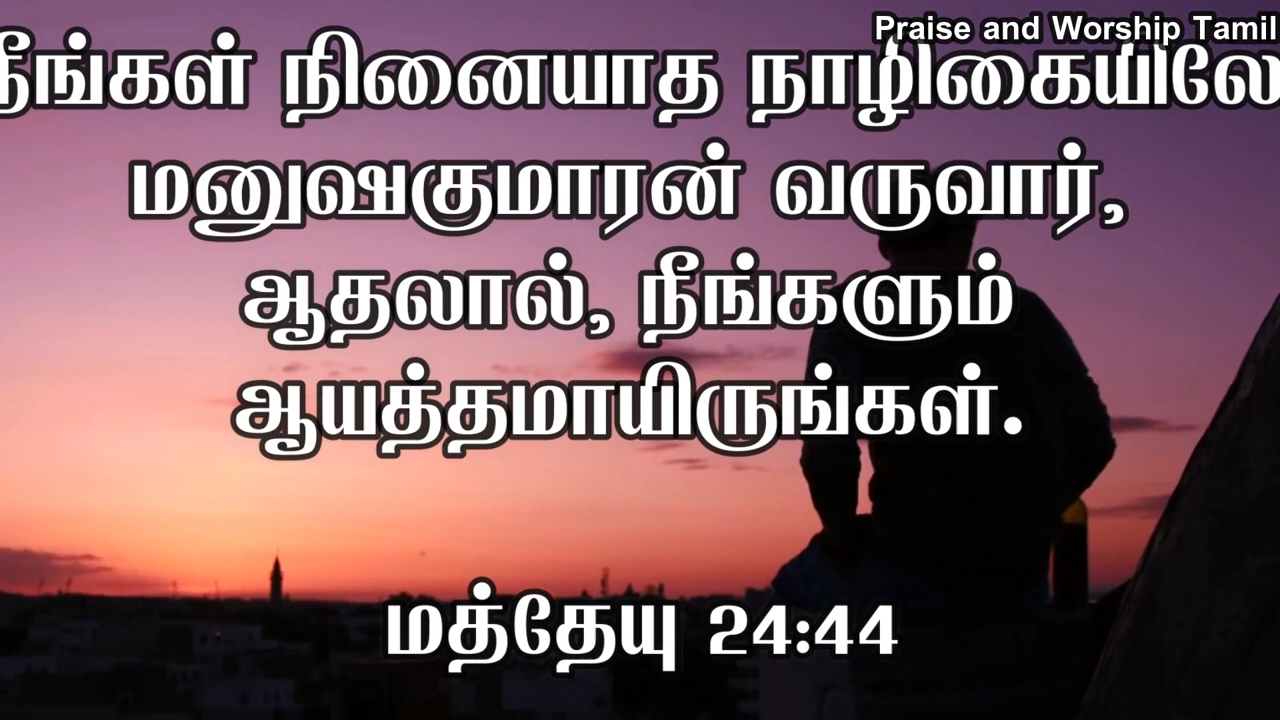 Praise and Worship Tamil
நீங்கள் நினையாத நாழிகையிலே
மனுஷகுமாரன் வருவார்,
ஆதலால், நீங்களும்
ஆயத்தமாயிருங்கள்.
மத்தேயு 24:44